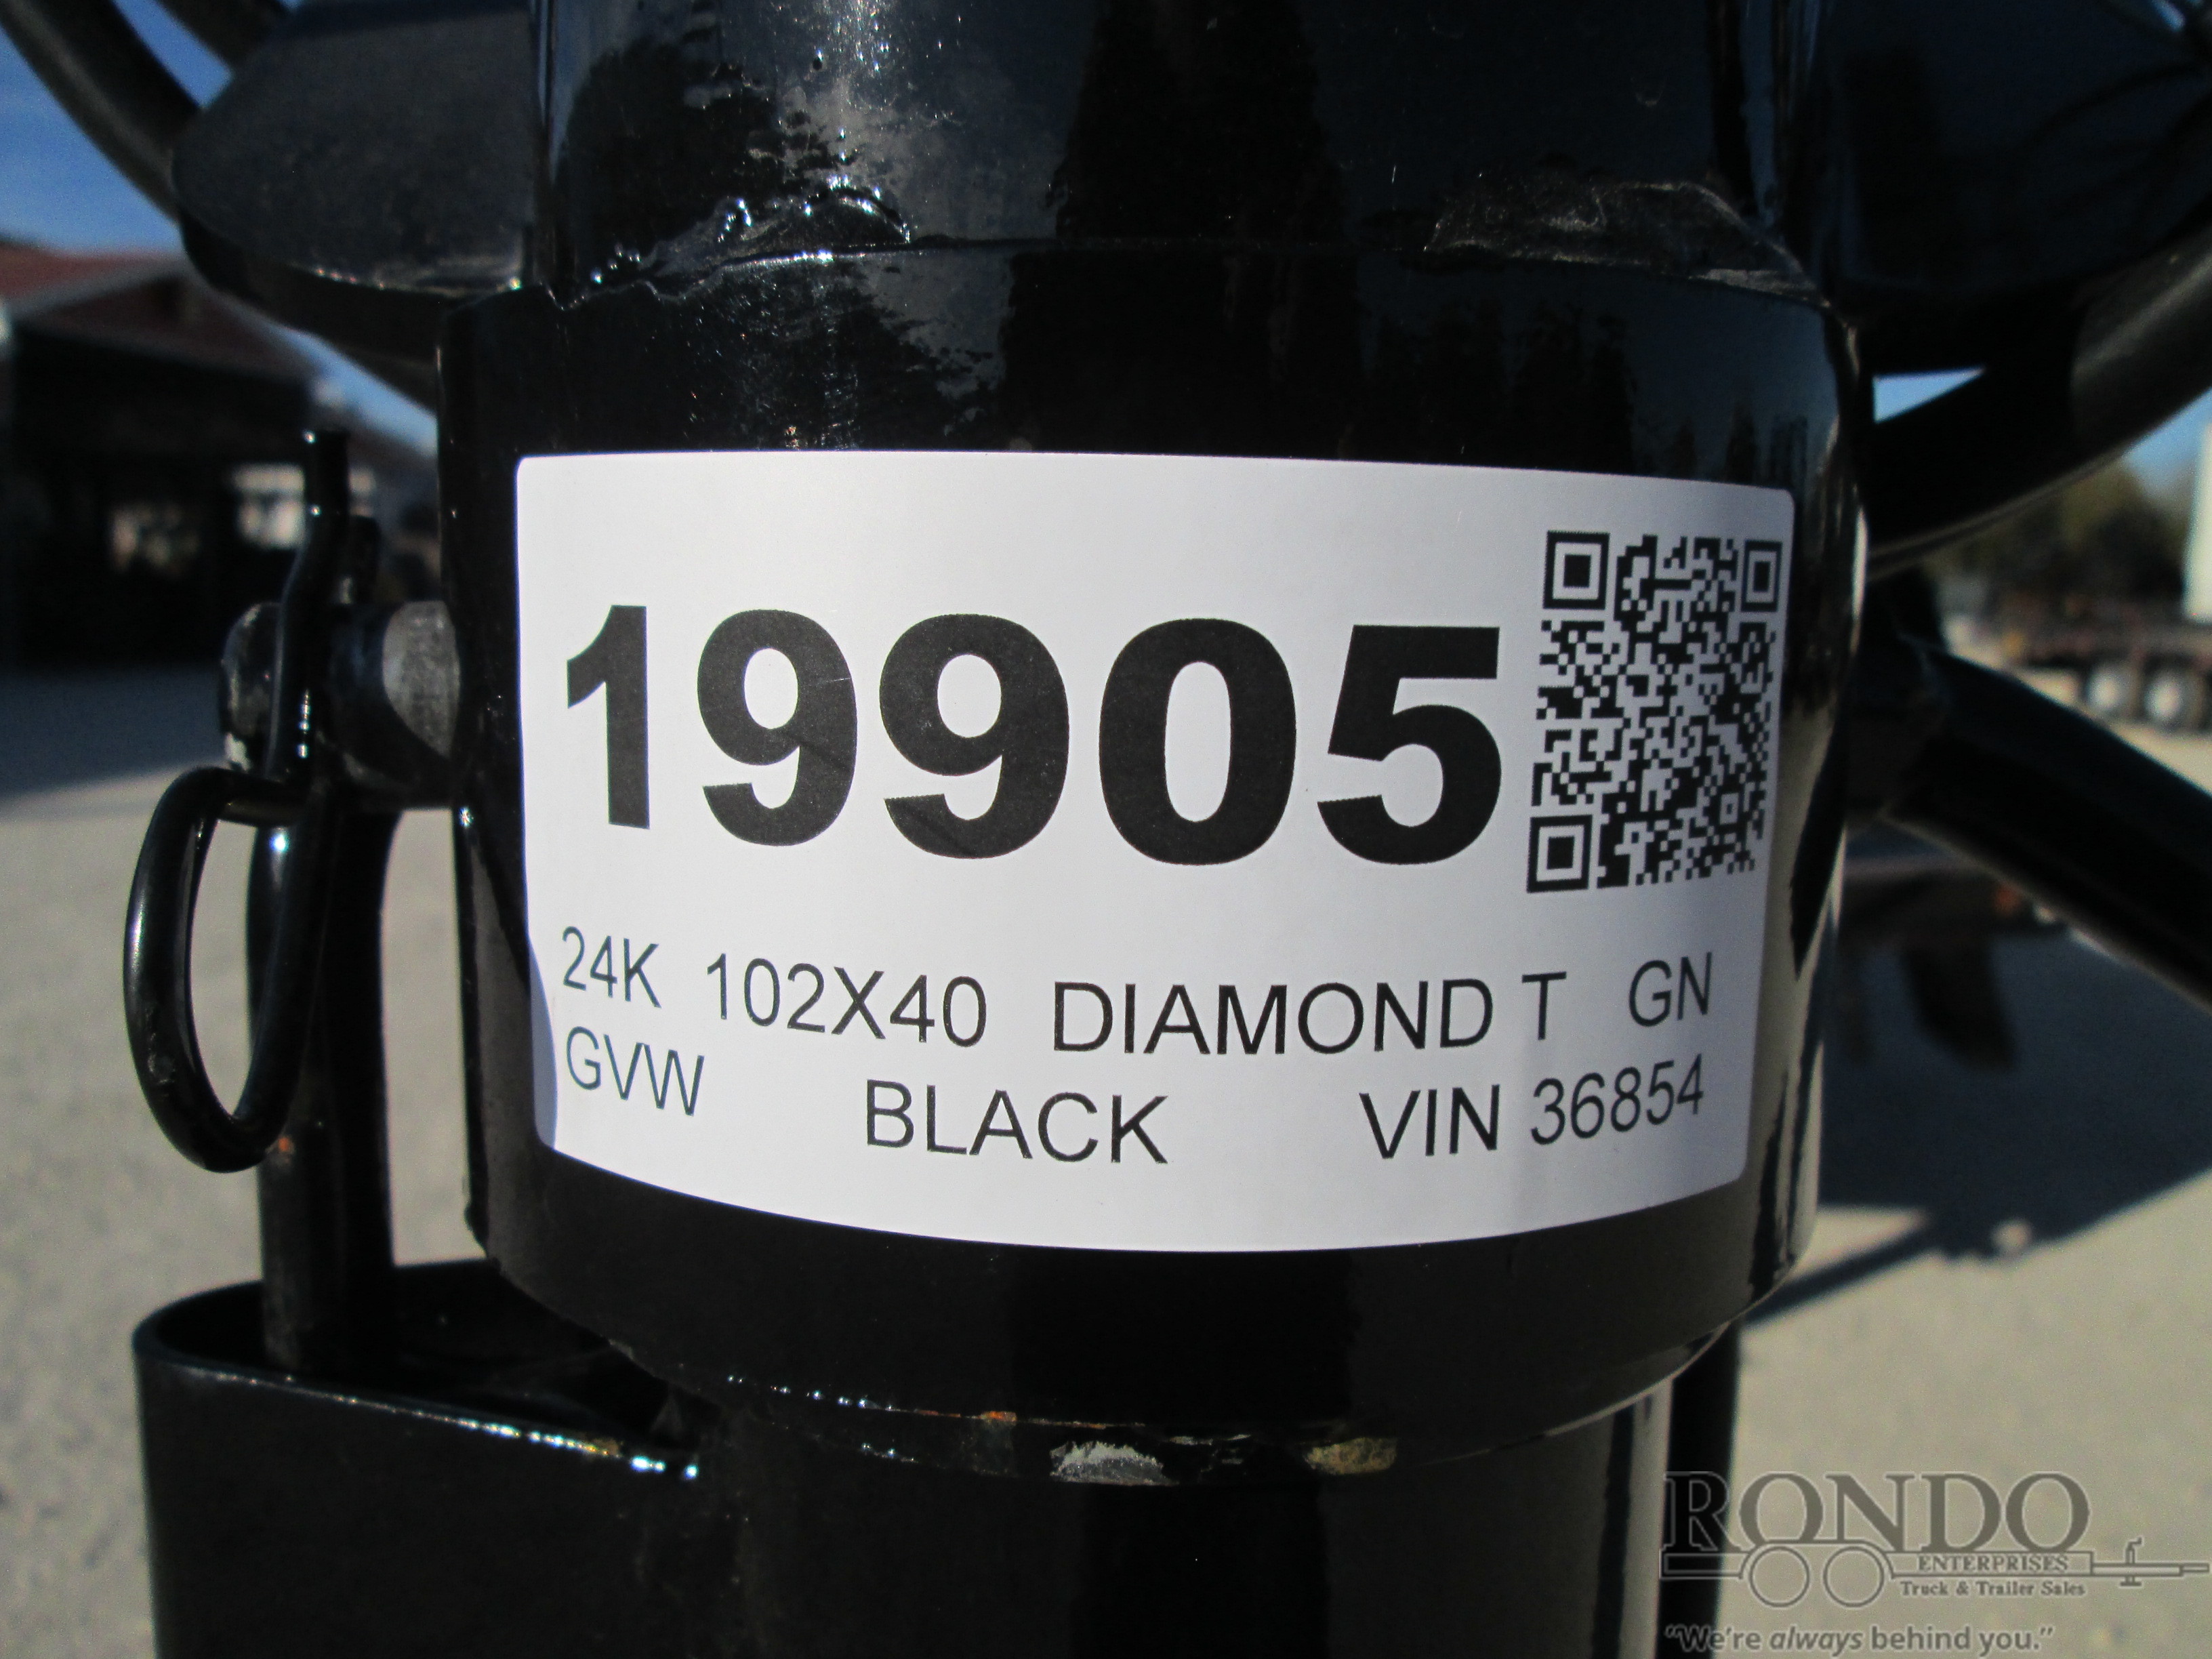 19905
24K 102X40 DIAMOND T GN
GVW BLACK VIN 36854
RONDO
ENTERPRISES
Truck & Trailer Sales
"We're always behind you."